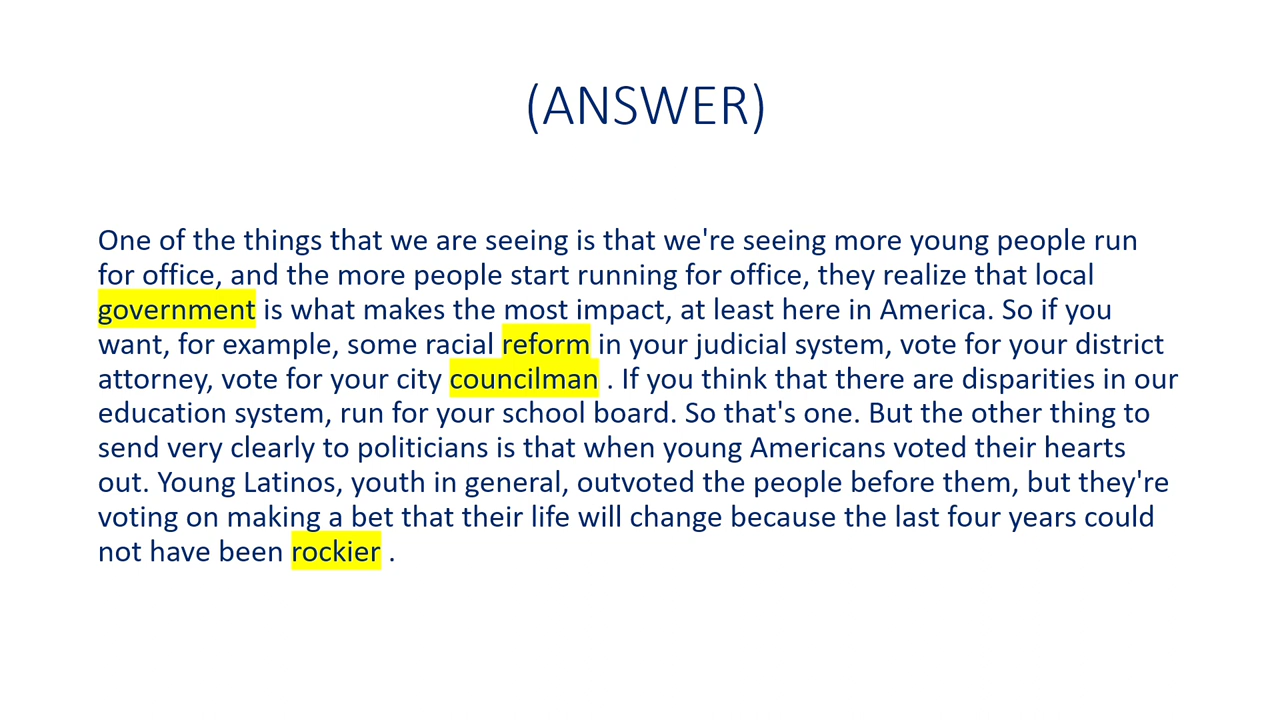 (ANSWER)
One of the things that we are seeing is that we're seeing more young people run
for office, and the more people start running for office, they realize that local
government is what makes the most impact, at least here in America. So if you
want, for example, some racial reform in your judicial system, vote for your district
attorney, vote for your city councilman . If you think that there are disparities in our
education system, run for your school board. So that's one. But the other thing to
send very clearly to politicians is that when young Americans voted their hearts
out. Young Latinos, youth in general, outvoted the people before them, but they're
voting on making a bet that their life will change because the last four years could
not have been rockier .